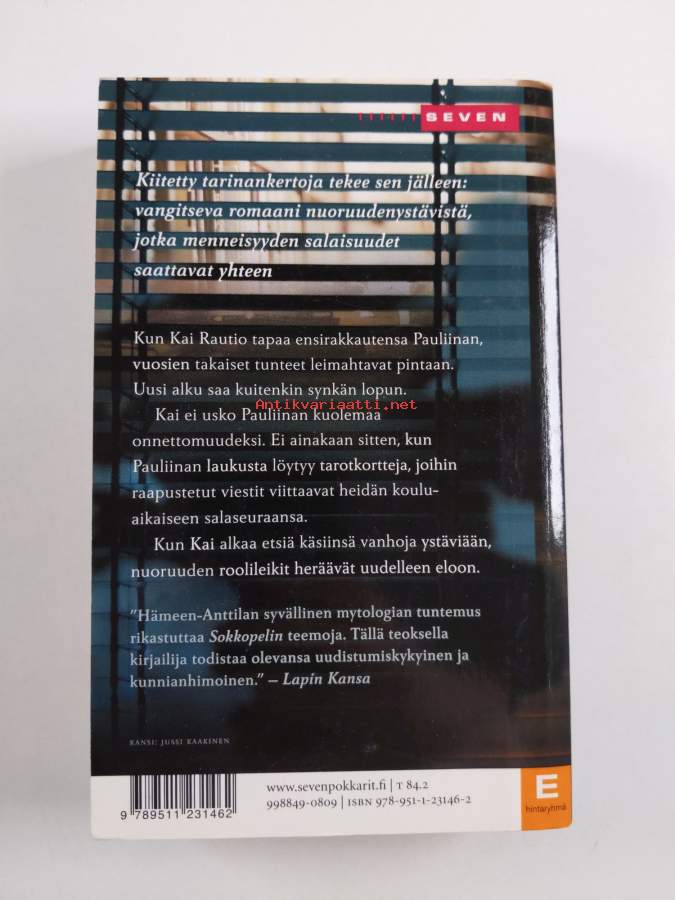 SEVEN
Kiitetty tarinankertoja tekee sen jälleen:
vangitseva romaani nuoruudenystävistä,
jotka menneisyyden salaisuudet
saattavat yhteen
Kun Kai Rautio tapaa ensirakkautensa Pauliinan,
vuosien takaiset tunteet leimahtavat pintaan.
Uusi alku saa kuitenkin synkän lopun.
Antikvariaatti.net
Kai ei usko Pauliinan kuolemaa
onnettomuudeksi. Ei ainakaan sitten, kun
Pauliinan laukusta löytyy tarotkortteja, joihin
raapustetut viestit viittaavat heidän koulu-
aikaiseen salaseuraansa.
Kun Kai alkaa etsiä käsiinsä vanhoja ystäviään,
nuoruuden roolileikit heräävät uudelleen eloon.
"Hämeen-Anttilan syvällinen mytologian tuntemus
rikastuttaa Sokkopelin teemoja. Tällä teoksella
kirjailija todistaa olevansa uudistumiskykyinen ja
kunnianhimoinen." – Lapin Kansa
KANSI: JUSSI KAAKINEN
www.sevenpokkarit.fi | T 84.2
998849-0809 | ISBN 978-951-1-23146-2
9 789511 231462
E
hintaryhmä